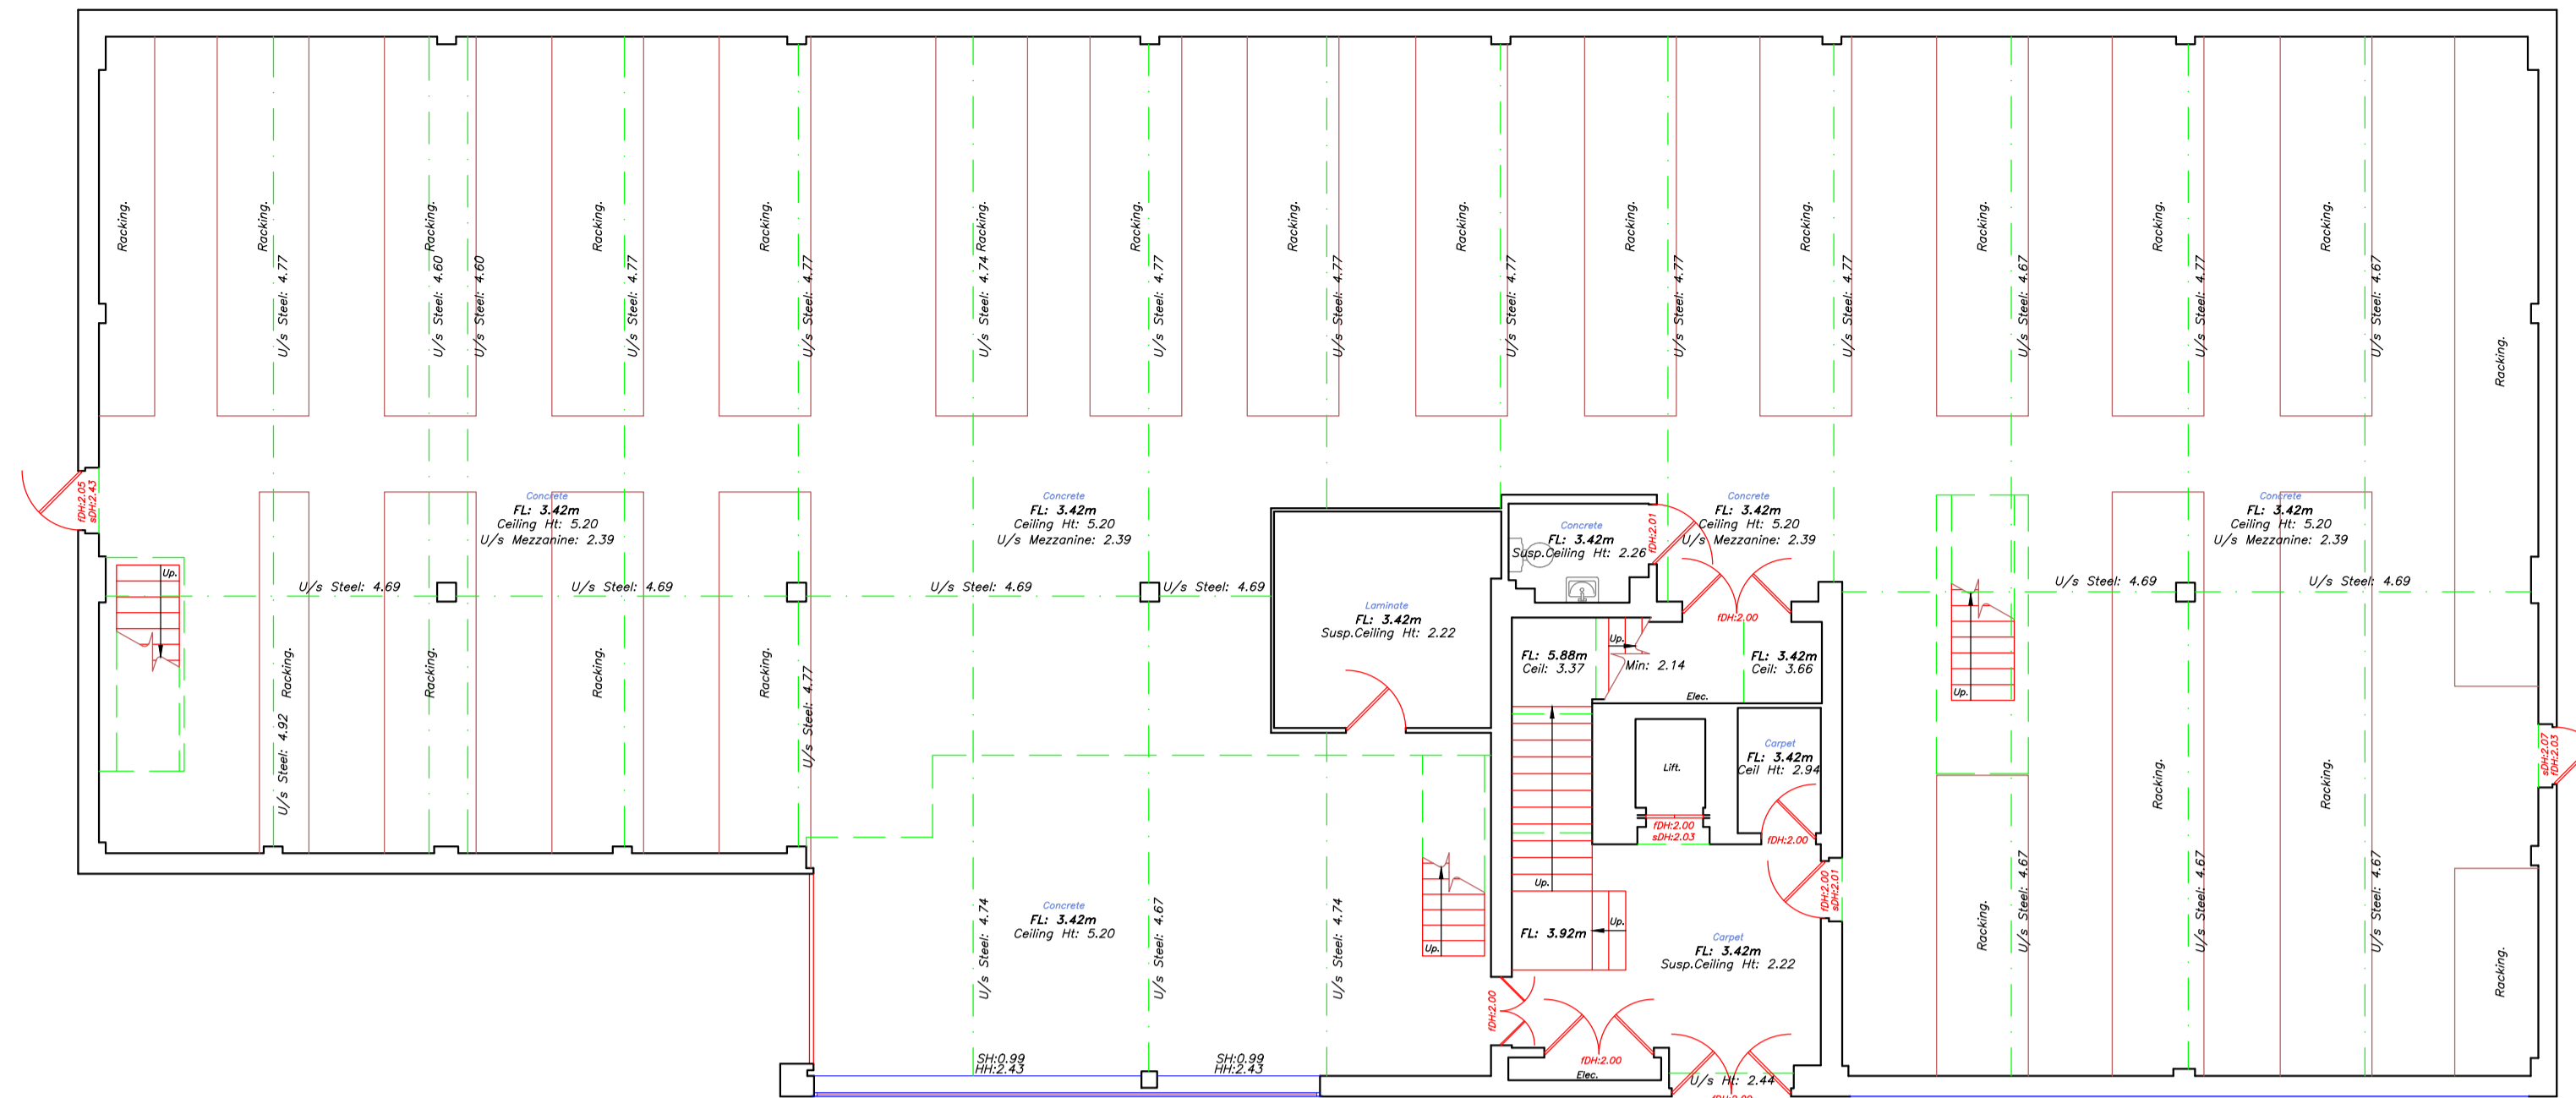 Racking.
Racking.
Racking.
Racking.
Racking.
Racking.
Racking.
Racking.
Racking.
Racking.
Racking.
Racking.
Racking.
Racking.
U/s Steel: 4.77
U/s Steel: 4.60
U/s Steel: 4.60
U/s Steel: 4.77
U/s Steel: 4.77
U/s Steel: 4.74
U/s Steel: 4.77
U/s Steel: 4.77
U/s Steel: 4.77
U/s Steel: 4.77
U/s Steel: 4.77
U/s Steel: 4.67
U/s Steel: 4.77
U/s Steel: 4.67
Racking.
fDH:2.05
sDH:2.43
Concrete
FL: 3.42m
Ceiling Ht: 5.20
U/s Mezzanine: 2.39
Concrete
FL: 3.42m
Ceiling Ht: 5.20
U/s Mezzanine: 2.39
Concrete
FL: 3.42m
Susp.Ceiling Ht: 2.26
fDH:2.01
Concrete
FL: 3.42m
Ceiling Ht: 5.20
U/s Mezzanine: 2.39
Concrete
FL: 3.42m
Ceiling Ht: 5.20
U/s Mezzanine: 2.39
Up.
U/s Steel: 4.69
U/s Steel: 4.69
U/s Steel: 4.69
U/s Steel: 4.69
U/s Steel: 4.69
U/s Steel: 4.69
Laminate
FL: 3.42m
Susp.Ceiling Ht: 2.22
fDH:2.00
Up.
FL: 5.88m
Ceil: 3.37
Min: 2.14
FL: 3.42m
Ceil: 3.66
Elec.
Up.
Racking.
Racking.
Racking.
Racking.
U/s Steel: 4.92
U/s Steel: 4.77
Lift.
Carpet
FL: 3.42m
Ceil Ht: 2.94
fDH:2.00
sDH:2.03
fDH:2.00
Racking.
Racking.
sDH:2.07
fDH:2.03
Up.
fDH:2.00
sDH:2.01
Concrete
FL: 3.42m
Ceiling Ht: 5.20
U/s Steel: 4.74
U/s Steel: 4.67
U/s Steel: 4.74
Up.
Up.
FL: 3.92m
Carpet
FL: 3.42m
Susp.Ceiling Ht: 2.22
Racking.
U/s Steel: 4.67
U/s Steel: 4.67
U/s Steel: 4.67
Racking.
fDH:2.00
SH:0.99
HH:2.43
SH:0.99
HH:2.43
fDH:2.00
Elec.
U/s Ht: 2.44
fDH:2.00